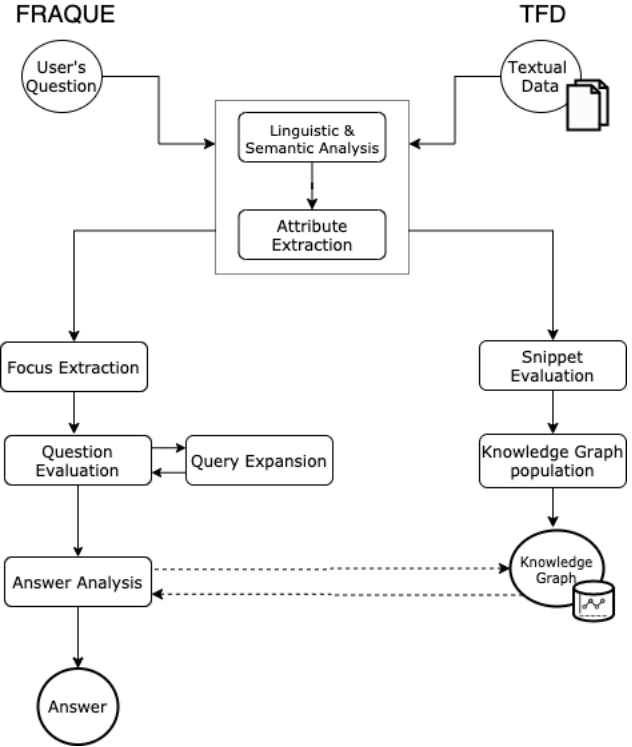 FRAQUE
TFD
User's
Question
Textual
Data
Linguistic &
Semantic Analysis
Attribute
Extraction
Focus Extraction
Snippet
Evaluation
Question
Evaluation
Query Expansion
Knowledge Graph
population
Answer Analysis
Knowledge
Graph
Answer